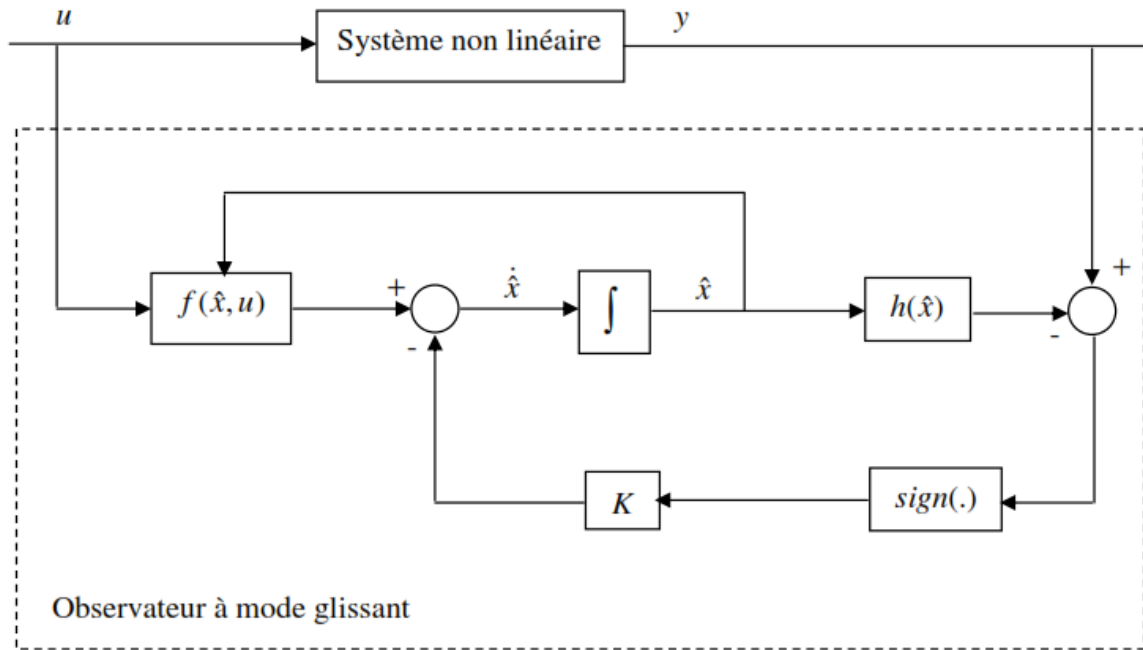 u
Système non linéaire
y
f(x̂, u)
+
-
ẋ̂
∫
x̂
h(x̂)
+
-
K
sign(.)
Observateur à mode glissant